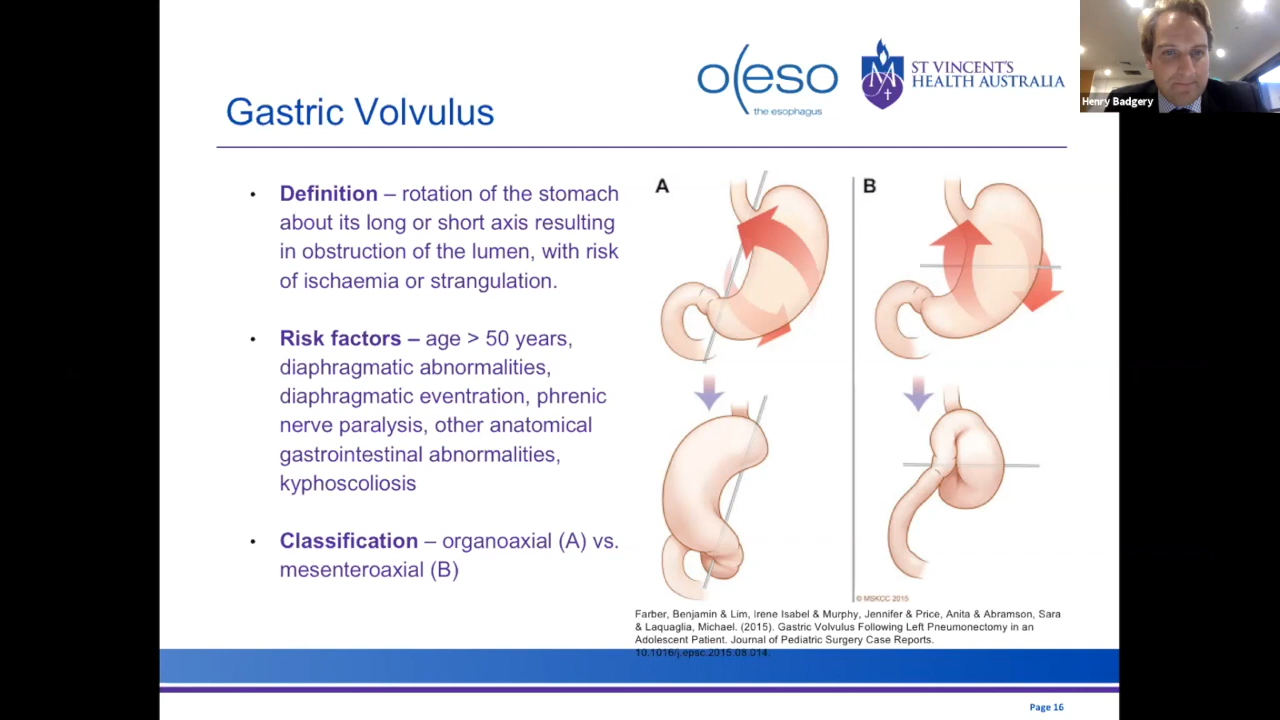 oeso
the esophagus
ST VINCENT'S
HEALTH AUSTRALIA
Henry Badgery
Gastric Volvulus
• Definition – rotation of the stomach
about its long or short axis resulting
in obstruction of the lumen, with risk
of ischaemia or strangulation.
• Risk factors – age > 50 years,
diaphragmatic abnormalities,
diaphragmatic eventration, phrenic
nerve paralysis, other anatomical
gastrointestinal abnormalities,
kyphoscoliosis
• Classification – organoaxial (A) vs.
mesenteroaxial (B)
A
B
© MSKCC 2015
Farber, Benjamin & Lim, Irene Isabel & Murphy, Jennifer & Price, Anita & Abramson, Sara
& Laquaglia, Michael. (2015). Gastric Volvulus Following Left Pneumonectomy in an
Adolescent Patient. Journal of Pediatric Surgery Case Reports.
10.1016/j.epsc.2015.08.014.
Page 16